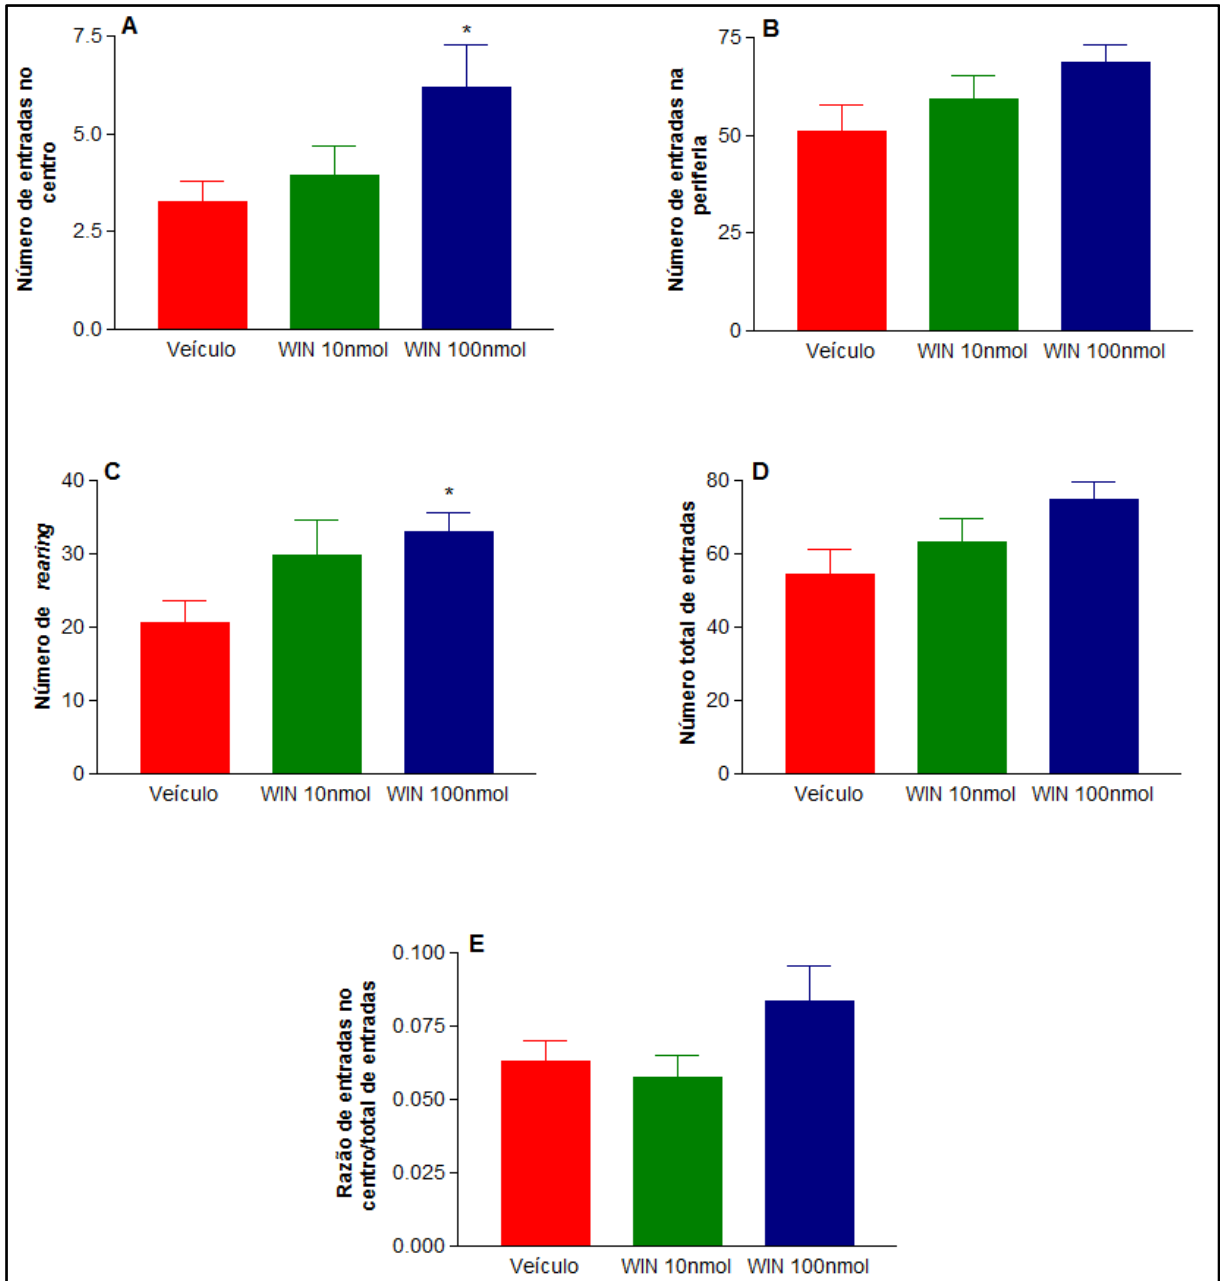 A
Número de entradas no
centro
7.5
5.0
2.5
0.0
*
Veículo
WIN 10nmol
WIN 100nmol
B
Número de entradas na
periferia
75
50
25
0
Veículo
WIN 10nmol
WIN 100nmol
C
Número de rearing
40
30
20
10
0
*
Veículo
WIN 10nmol
WIN 100nmol
D
Número total de entradas
80
60
40
20
0
Veículo
WIN 10nmol
WIN 100nmol
E
Razão de entradas no
centro/total de entradas
0.100
0.075
0.050
0.025
0.000
Veículo
WIN 10nmol
WIN 100nmol